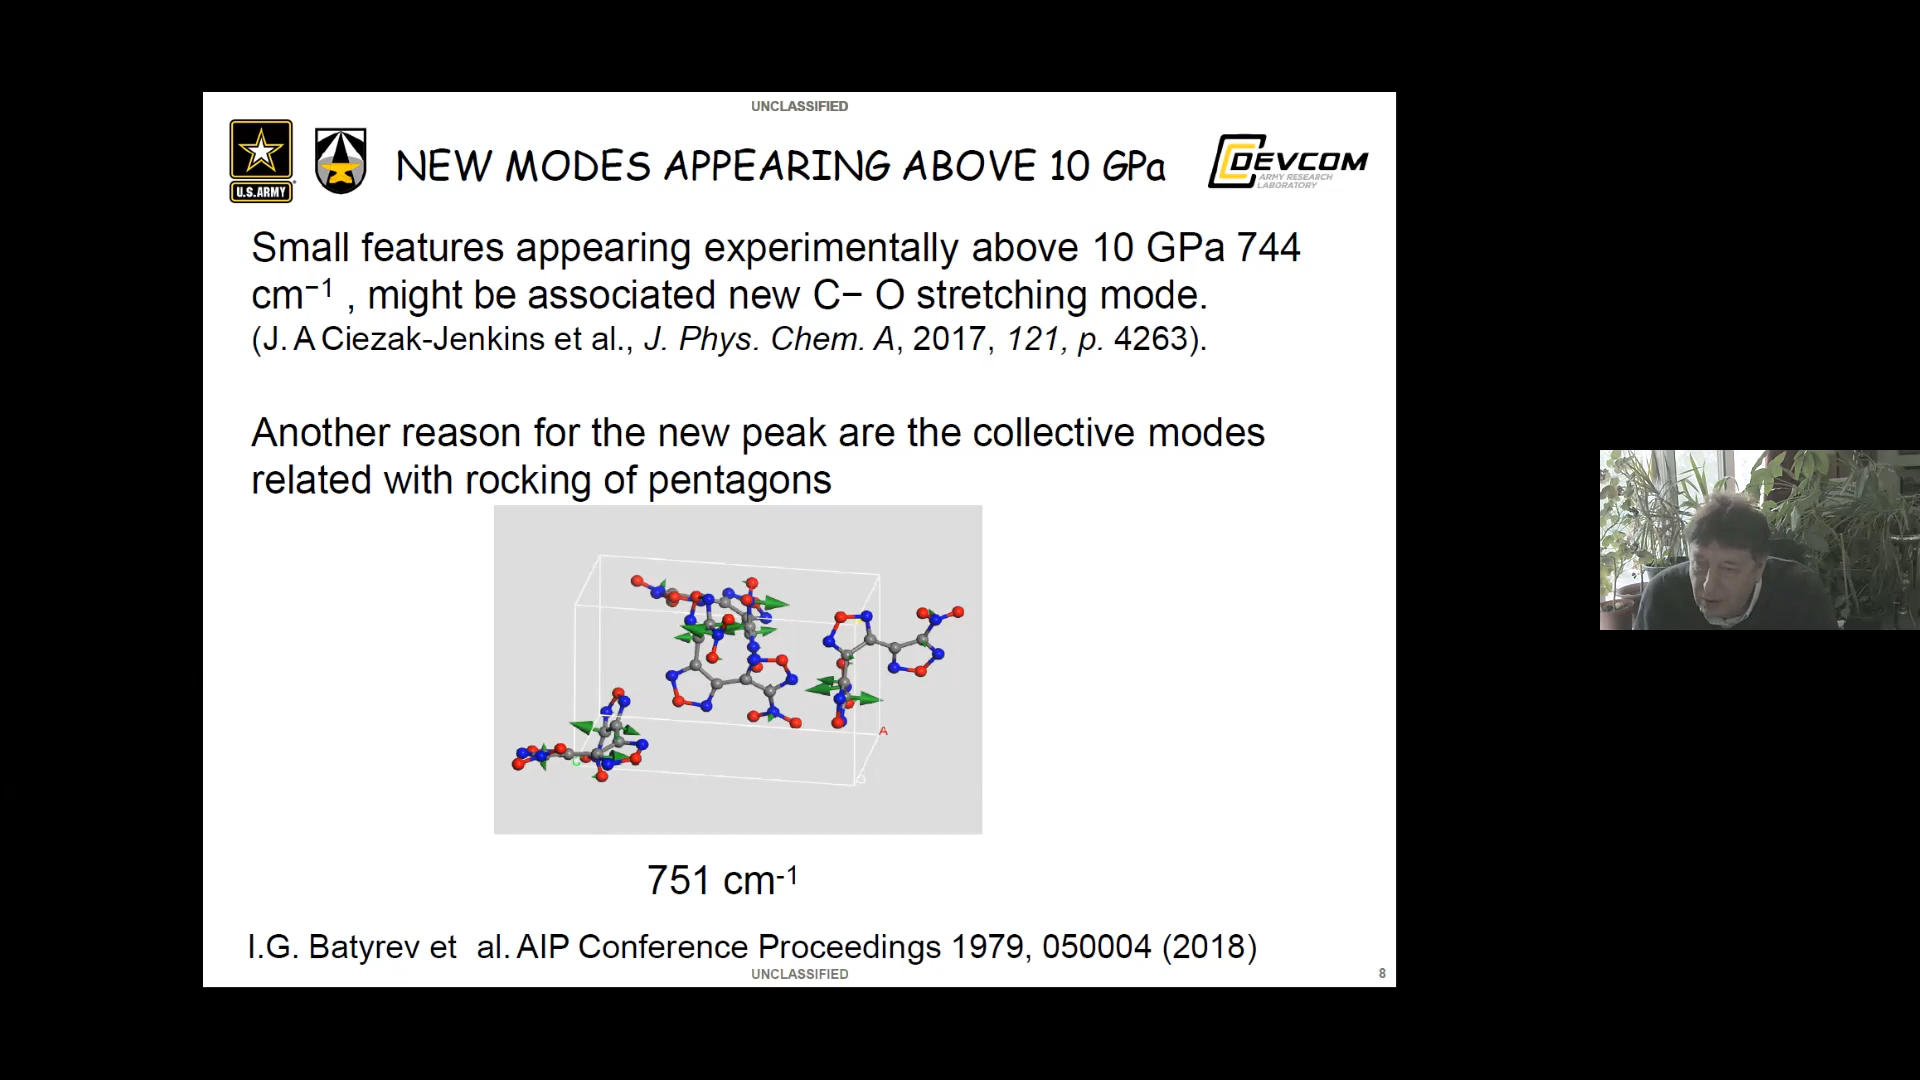 UNCLASSIFIED
U.S.ARMY
NEW MODES APPEARING ABOVE 10 GPa
DEVCOM
ARMY RESEARCH
LABORATORY
Small features appearing experimentally above 10 GPa 744
cm⁻¹ , might be associated new C− O stretching mode.
(J. A Ciezak-Jenkins et al., J. Phys. Chem. A, 2017, 121, p. 4263).
Another reason for the new peak are the collective modes
related with rocking of pentagons
A
751 cm⁻¹
I.G. Batyrev et al. AIP Conference Proceedings 1979, 050004 (2018)
UNCLASSIFIED
8